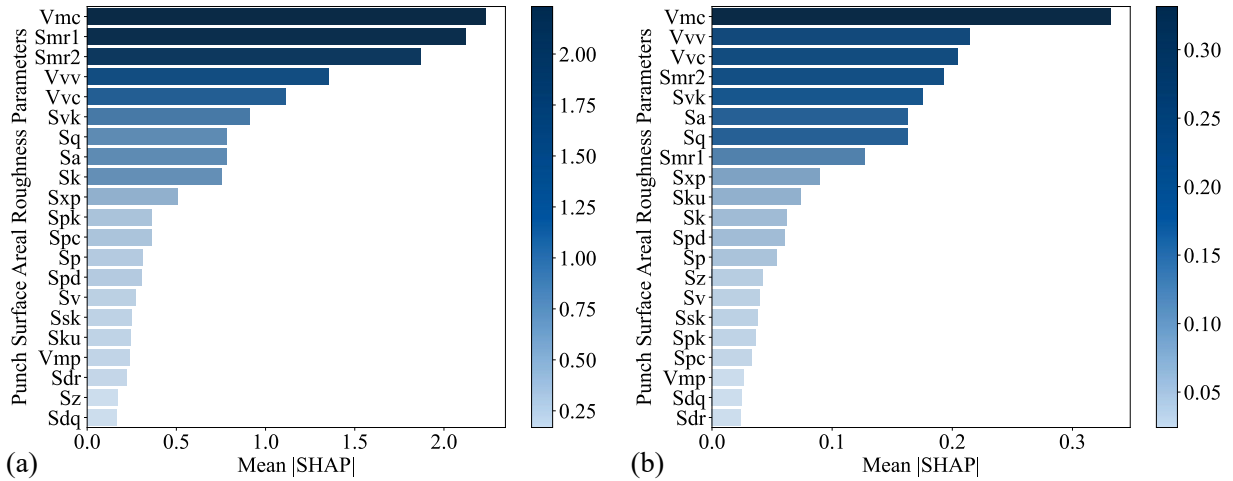 Punch Surface Areal Roughness Parameters
Vmc
Smr1
Smr2
Vvv
Vvc
Svk
Sq
Sa
Sk
Sxp
Spk
Spc
Sp
Spd
Sv
Ssk
Sku
Vmp
Sdr
Sz
Sdq
0.0 0.5 1.0 1.5 2.0
Mean |SHAP|
(a)
2.00
1.75
1.50
1.25
1.00
0.75
0.50
0.25
Punch Surface Areal Roughness Parameters
Vmc
Vvv
Vvc
Smr2
Svk
Sa
Sq
Smr1
Sxp
Sku
Sk
Spd
Sp
Sz
Sv
Ssk
Spk
Spc
Vmp
Sdq
Sdr
0.0 0.1 0.2 0.3
Mean |SHAP|
(b)
0.30
0.25
0.20
0.15
0.10
0.05